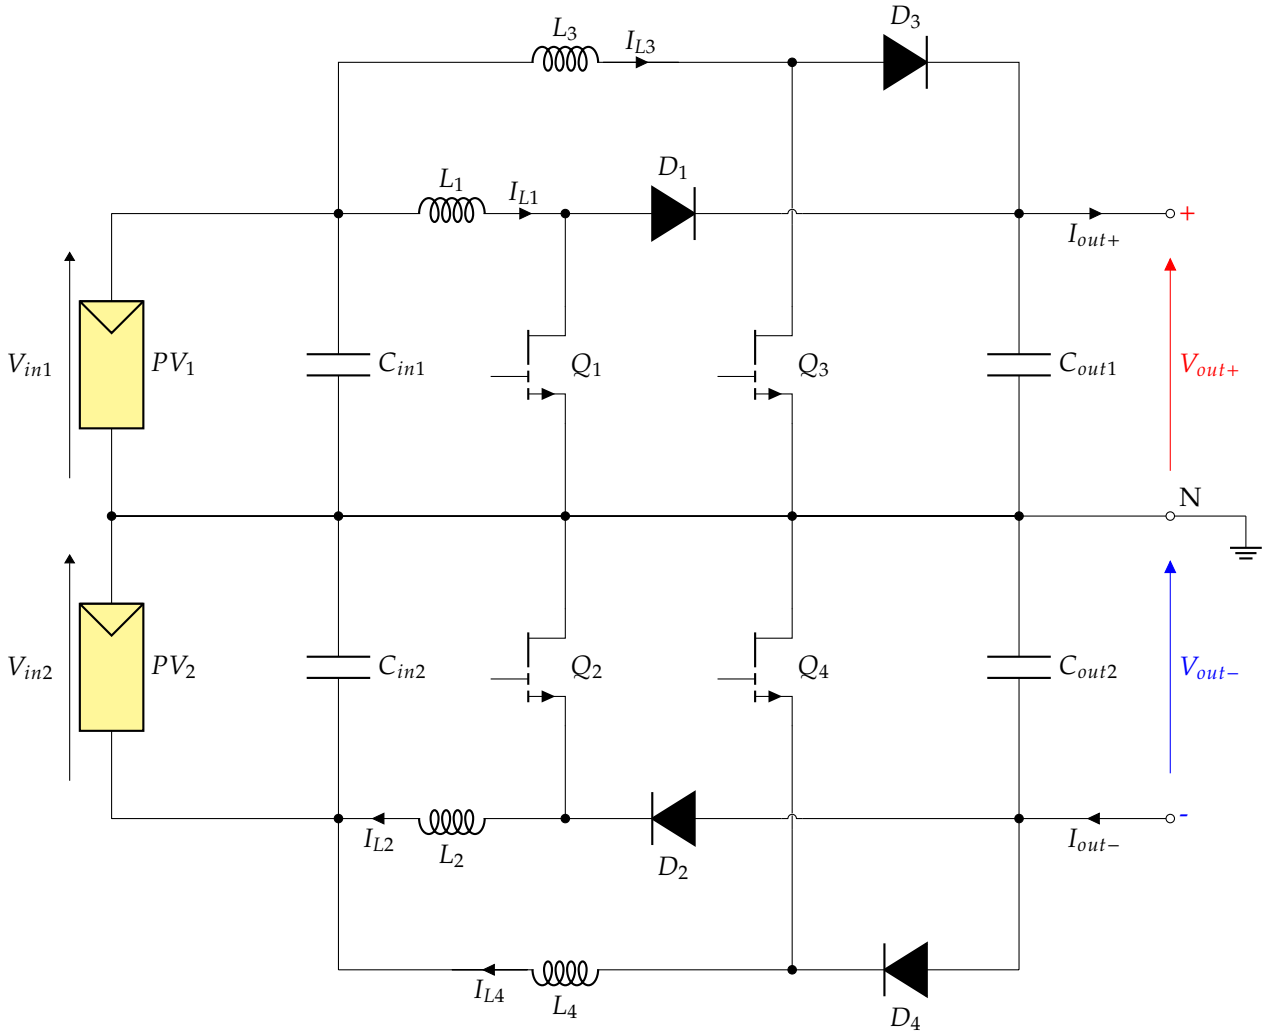 D3
L3
IL3
D1
L1
IL1
+
Iout+
Vin1
PV1
Cin1
Q1
Q3
Cout1
Vout+
N
Vin2
PV2
Cin2
Q2
Q4
Cout2
Vout−
-
IL2
L2
D2
Iout−
IL4
L4
D4